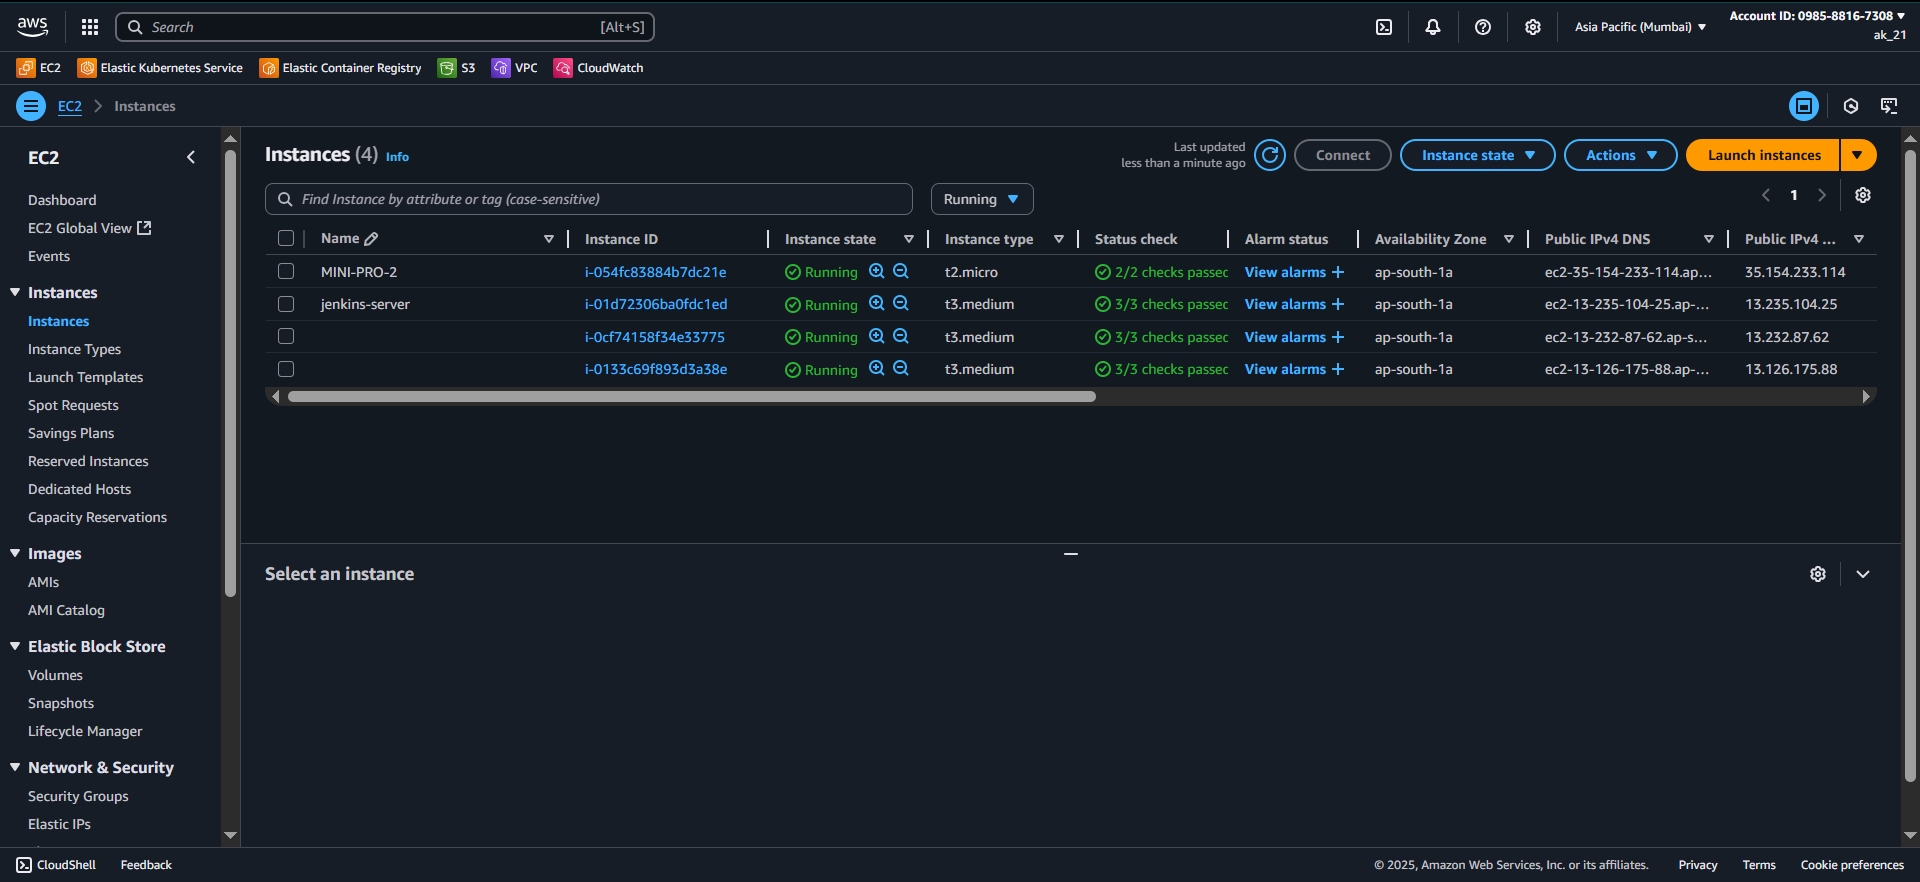 aws
Search [Alt+S]
Asia Pacific (Mumbai)
Account ID: 0985-8816-7308
ak_21
EC2 Elastic Kubernetes Service Elastic Container Registry S3 VPC CloudWatch
EC2 Instances
EC2
Dashboard
EC2 Global View
Events
Instances
Instances
Instance Types
Launch Templates
Spot Requests
Savings Plans
Reserved Instances
Dedicated Hosts
Capacity Reservations
Images
AMIs
AMI Catalog
Elastic Block Store
Volumes
Snapshots
Lifecycle Manager
Network & Security
Security Groups
Elastic IPs
Instances (4) Info
Last updated
less than a minute ago
Connect Instance state Actions Launch instances
Find Instance by attribute or tag (case-sensitive) Running 1
Name Instance ID Instance state Instance type Status check Alarm status Availability Zone Public IPv4 DNS Public IPv4 ...
MINI-PRO-2 i-054fc83884b7dc21e Running t2.micro 2/2 checks passec View alarms + ap-south-1a ec2-35-154-233-114.ap... 35.154.233.114
jenkins-server i-01d72306ba0fdc1ed Running t3.medium 3/3 checks passec View alarms + ap-south-1a ec2-13-235-104-25.ap-... 13.235.104.25
i-0cf74158f34e33775 Running t3.medium 3/3 checks passec View alarms + ap-south-1a ec2-13-232-87-62.ap-s... 13.232.87.62
i-0133c69f893d3a38e Running t3.medium 3/3 checks passec View alarms + ap-south-1a ec2-13-126-175-88.ap-... 13.126.175.88
Select an instance
CloudShell Feedback © 2025, Amazon Web Services, Inc. or its affiliates. Privacy Terms Cookie preferences